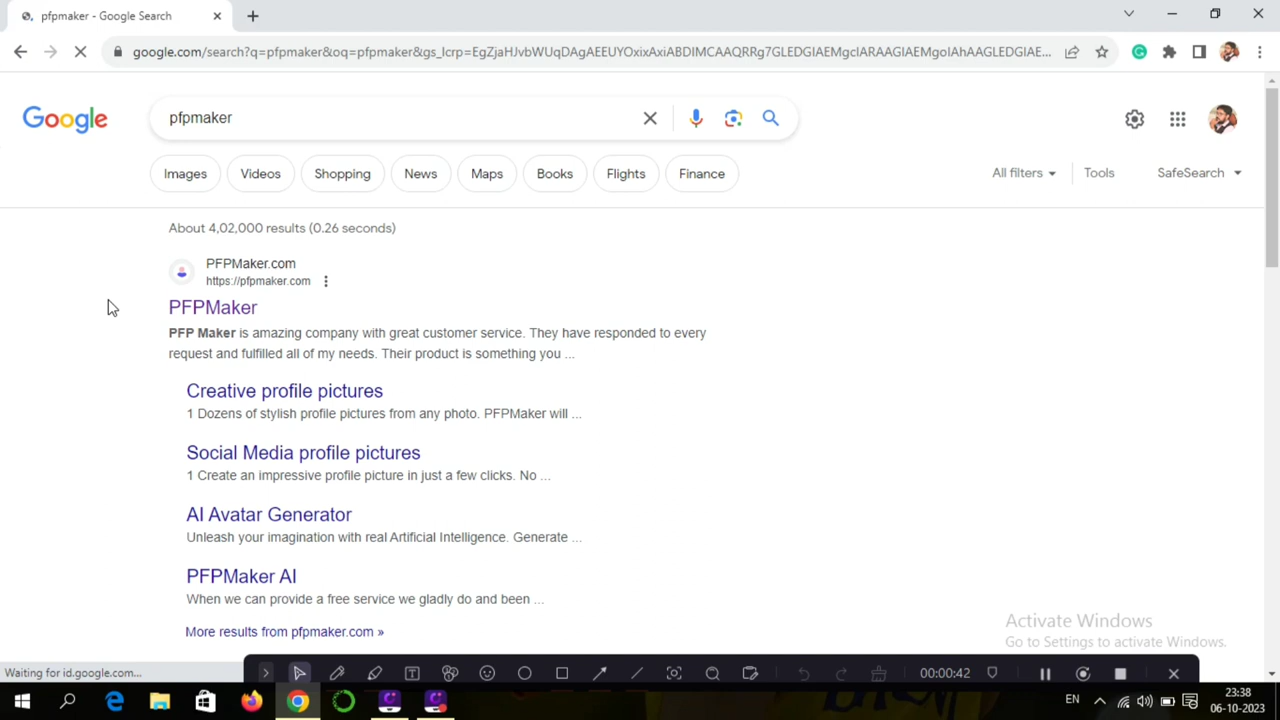 pfpmaker - Google Search
google.com/search?q=pfpmaker&oq=pfpmaker&gs_lcrp=EgZjaHJvbWUqDAgAEEUYOxixAxiABDIMCAAQRRg7GLEDGIAEMgcIARAAGIAEMgoIAhAAGLEDGIAE...
Google
pfpmaker
Images Videos Shopping News Maps Books Flights Finance All filters Tools SafeSearch
About 4,02,000 results (0.26 seconds)
PFPMaker.com
https://pfpmaker.com
PFPMaker
PFP Maker is amazing company with great customer service. They have responded to every
request and fulfilled all of my needs. Their product is something you ...
Creative profile pictures
1 Dozens of stylish profile pictures from any photo. PFPMaker will ...
Social Media profile pictures
1 Create an impressive profile picture in just a few clicks. No ...
AI Avatar Generator
Unleash your imagination with real Artificial Intelligence. Generate ...
PFPMaker AI
When we can provide a free service we gladly do and been ...
More results from pfpmaker.com »
Activate Windows
Go to Settings to activate Windows.
Waiting for id.google.com...
00:00:42
EN
23:38
06-10-2023